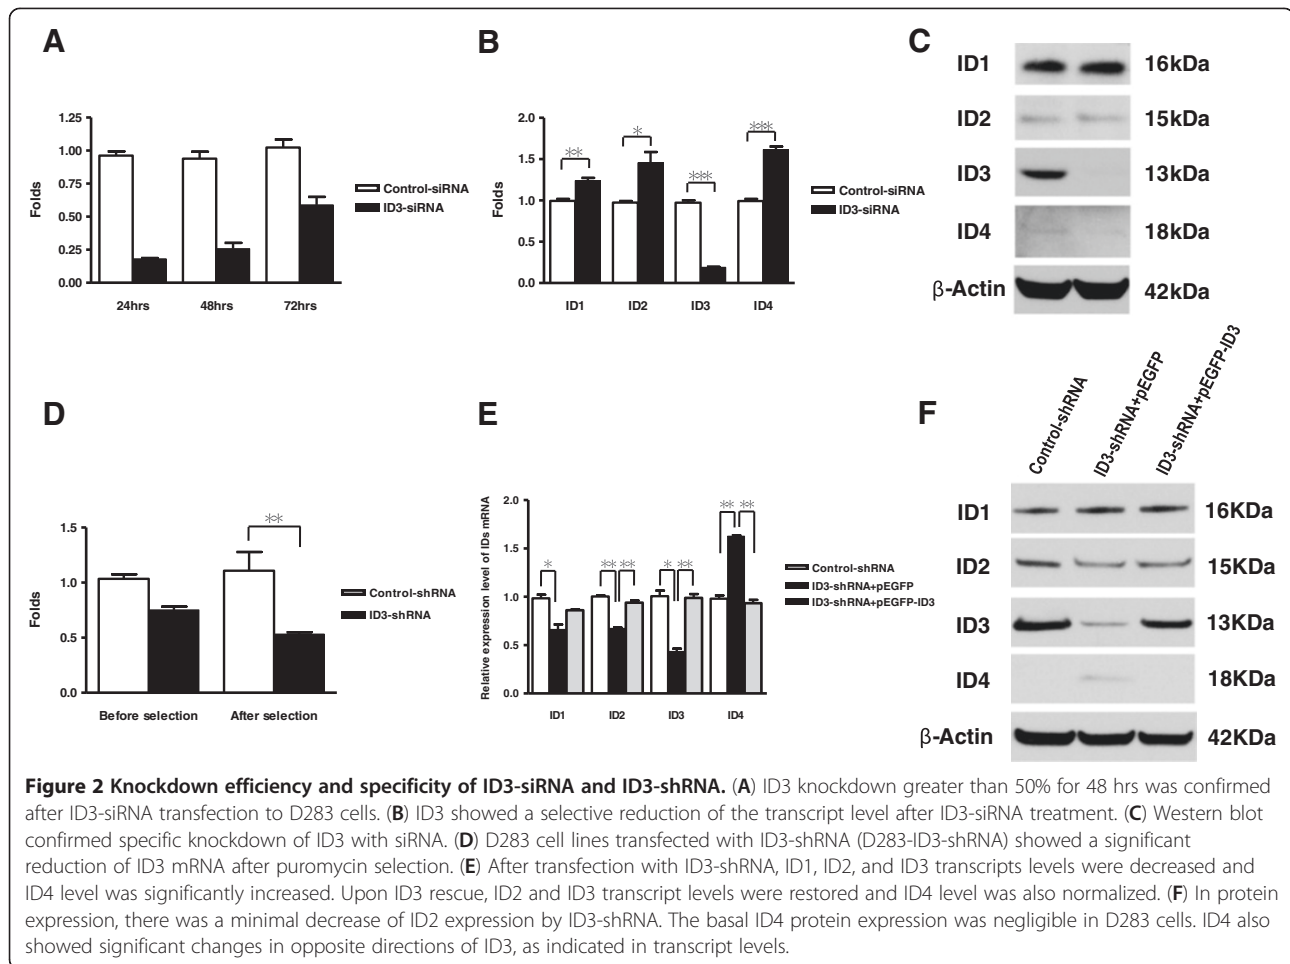 A
1.25
1.00
0.75
0.50
0.25
0.00
Folds
24hrs
48hrs
72hrs
Control-siRNA
ID3-siRNA
B
2.0
1.5
1.0
0.5
0.0
Folds
**
*
***
***
ID1
ID2
ID3
ID4
Control-siRNA
ID3-siRNA
C
ID1
16kDa
ID2
15kDa
ID3
13kDa
ID4
18kDa
β-Actin
42kDa
D
1.5
1.0
0.5
0.0
Folds
**
Before selection
After selection
Control-shRNA
ID3-shRNA
E
2.0
1.5
1.0
0.5
0.0
Relative expression level of IDs mRNA
*
** **
* **
** **
ID1
ID2
ID3
ID4
Control-shRNA
ID3-shRNA+pEGFP
ID3-shRNA+pEGFP-ID3
F
Control-shRNA
ID3-shRNA+pEGFP
ID3-shRNA+pEGFP-ID3
ID1
16KDa
ID2
15KDa
ID3
13KDa
ID4
18KDa
β-Actin
42KDa
Figure 2 Knockdown efficiency and specificity of ID3-siRNA and ID3-shRNA. (A) ID3 knockdown greater than 50% for 48 hrs was confirmed
after ID3-siRNA transfection to D283 cells. (B) ID3 showed a selective reduction of the transcript level after ID3-siRNA treatment. (C) Western blot
confirmed specific knockdown of ID3 with siRNA. (D) D283 cell lines transfected with ID3-shRNA (D283-ID3-shRNA) showed a significant
reduction of ID3 mRNA after puromycin selection. (E) After transfection with ID3-shRNA, ID1, ID2, and ID3 transcripts levels were decreased and
ID4 level was significantly increased. Upon ID3 rescue, ID2 and ID3 transcript levels were restored and ID4 level was also normalized. (F) In protein
expression, there was a minimal decrease of ID2 expression by ID3-shRNA. The basal ID4 protein expression was negligible in D283 cells. ID4 also
showed significant changes in opposite directions of ID3, as indicated in transcript levels.